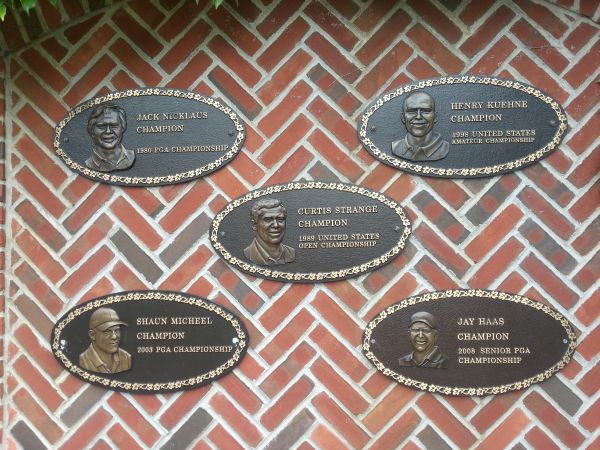 JACK NICKLAUS
CHAMPION
1980 PGA CHAMPIONSHIP
HENRY KUEHNE
CHAMPION
1998 UNITED STATES
AMATEUR CHAMPIONSHIP
CURTIS STRANGE
CHAMPION
1989 UNITED STATES
OPEN CHAMPIONSHIP
SHAUN MICHEEL
CHAMPION
2003 PGA CHAMPIONSHIP
JAY HAAS
CHAMPION
2008 SENIOR PGA
CHAMPIONSHIP